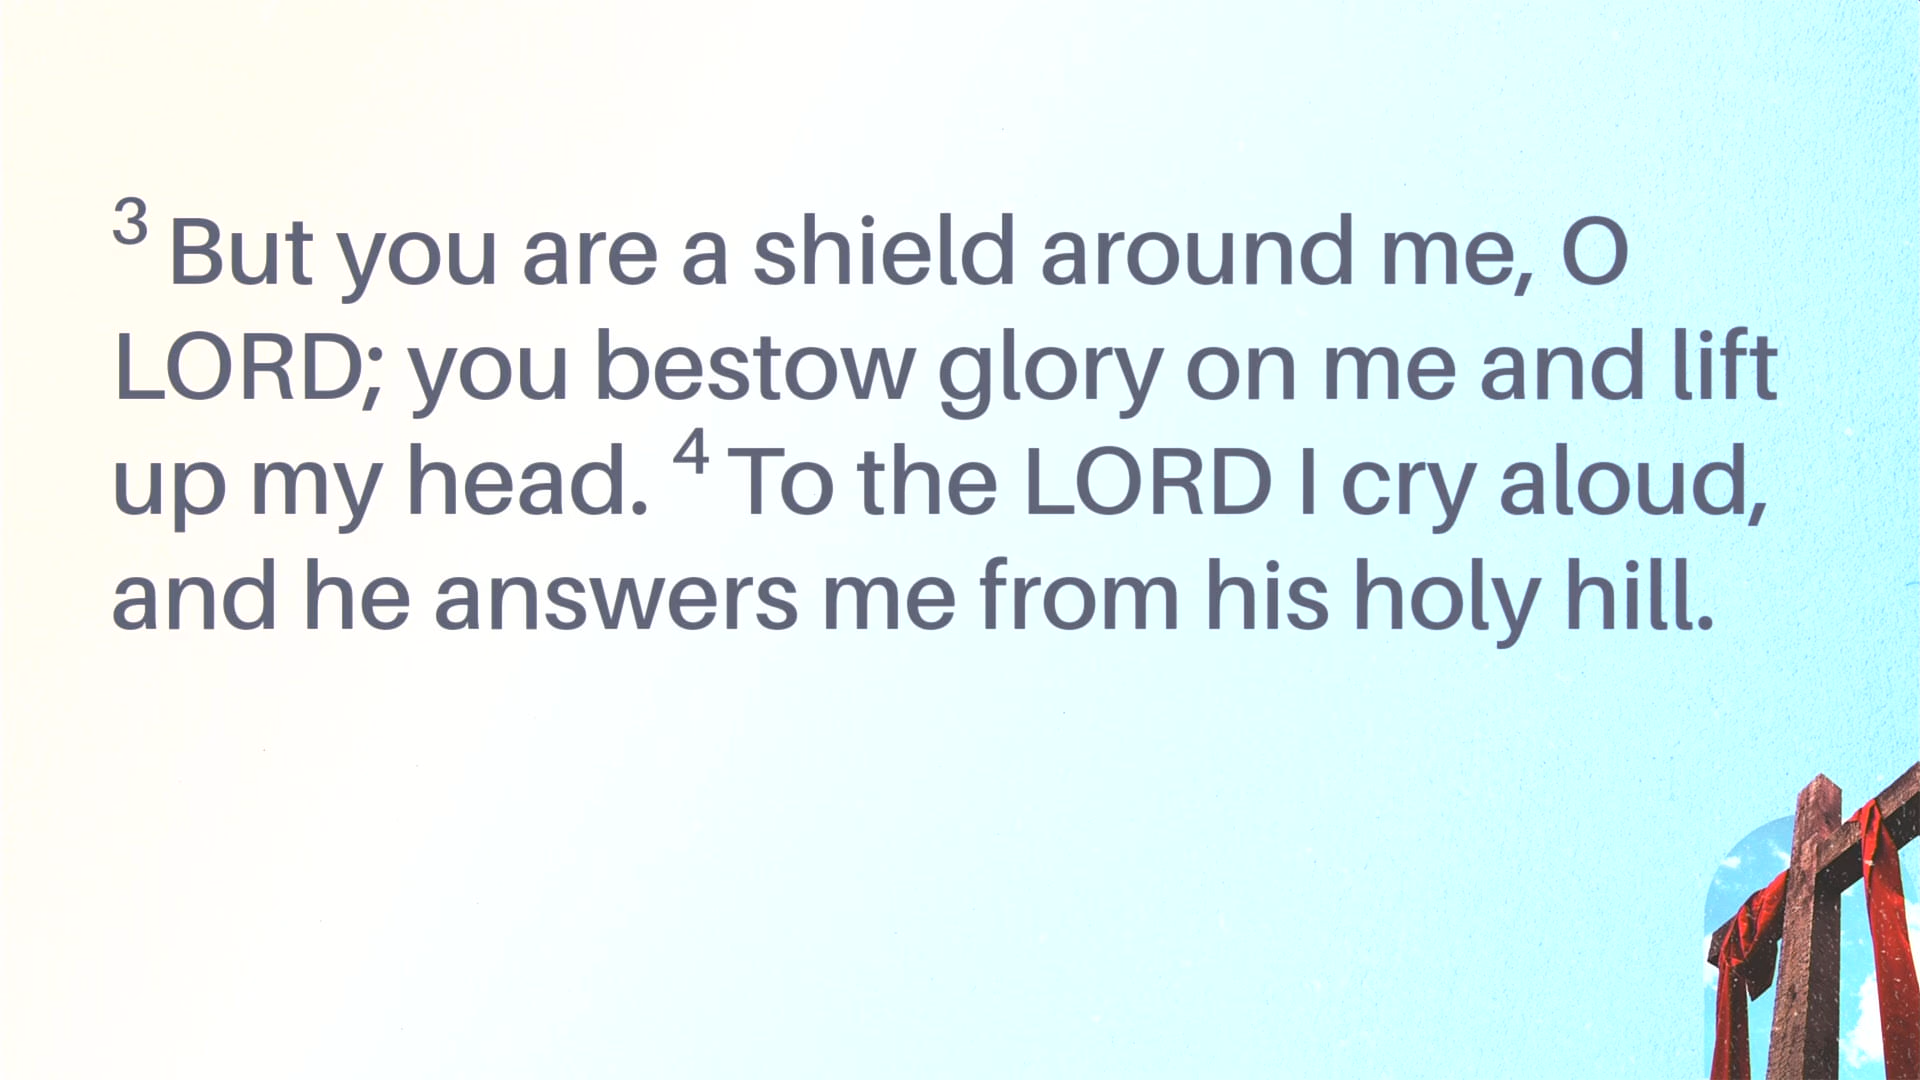 ³ But you are a shield around me, O
LORD; you bestow glory on me and lift
up my head. ⁴ To the LORD I cry aloud,
and he answers me from his holy hill.